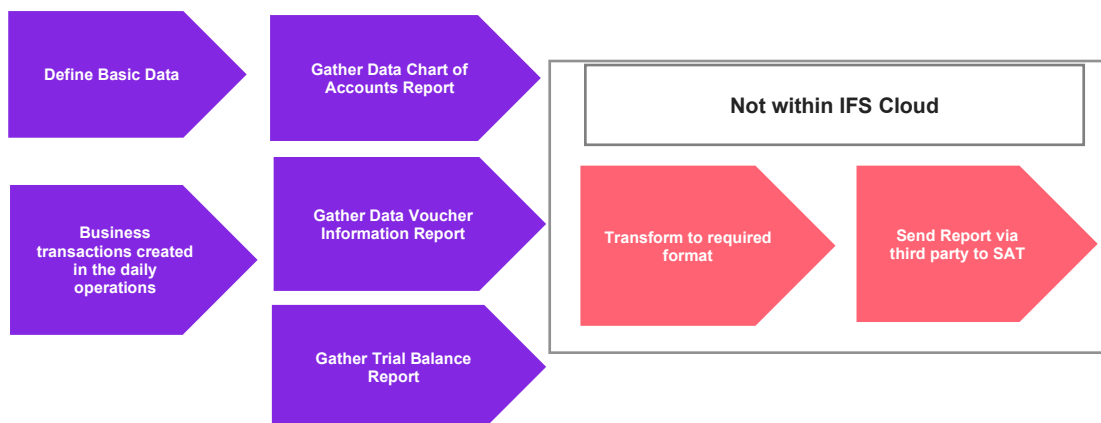 Define Basic Data
Gather Data Chart of
Accounts Report
Not within IFS Cloud
Business
transactions created
in the daily
operations
Gather Data Voucher
Information Report
Transform to required
format
Send Report via
third party to SAT
Gather Trial Balance
Report